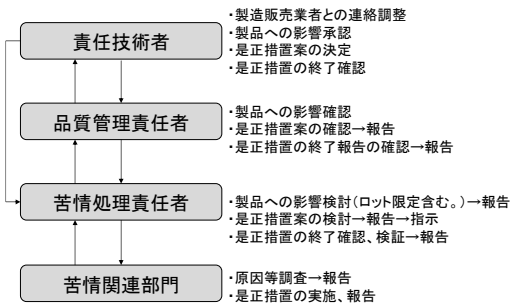 責任技術者
・製造販売業者との連絡調整
・製品への影響承認
・是正措置案の決定
・是正措置の終了確認
品質管理責任者
・製品への影響確認
・是正措置案の確認→報告
・是正措置の終了報告の確認→報告
苦情処理責任者
・製品への影響検討(ロット限定含む。)→報告
・是正措置案の検討→報告→指示
・是正措置の終了確認、検証→報告
苦情関連部門
・原因等調査→報告
・是正措置の実施、報告